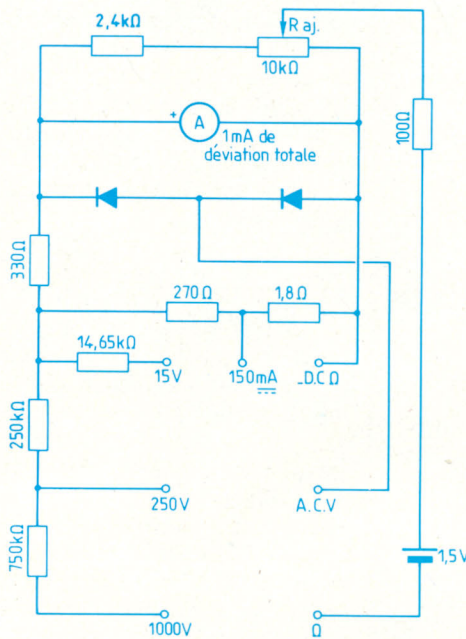 2,4kΩ
R aj.
10kΩ
+
A
1mA de
déviation totale
100Ω
330Ω
270Ω
1,8Ω
14,65kΩ
15V
150mA
_D.C Ω
250kΩ
250V
A.C.V
750kΩ
1,5V
1000V
Ω